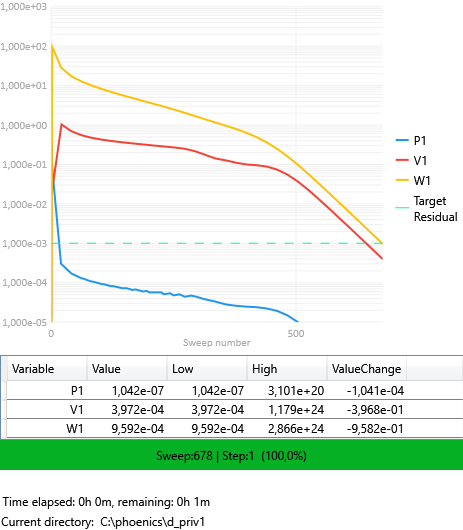 1,000e+03
1,000e+02
1,000e+01
1,000e+00
1,000e-01
1,000e-02
1,000e-03
1,000e-04
1,000e-05
0
500
Sweep number
P1
V1
W1
Target
Residual
Variable Value Low High ValueChange
P1 1,042e-07 1,042e-07 3,101e+20 -1,041e-04
V1 3,972e-04 3,972e-04 1,179e+24 -3,968e-01
W1 9,592e-04 9,592e-04 2,866e+24 -9,582e-01
Sweep:678 | Step:1 (100,0%)
Time elapsed: 0h 0m, remaining: 0h 1m
Current directory: C:\phoenics\d_priv1